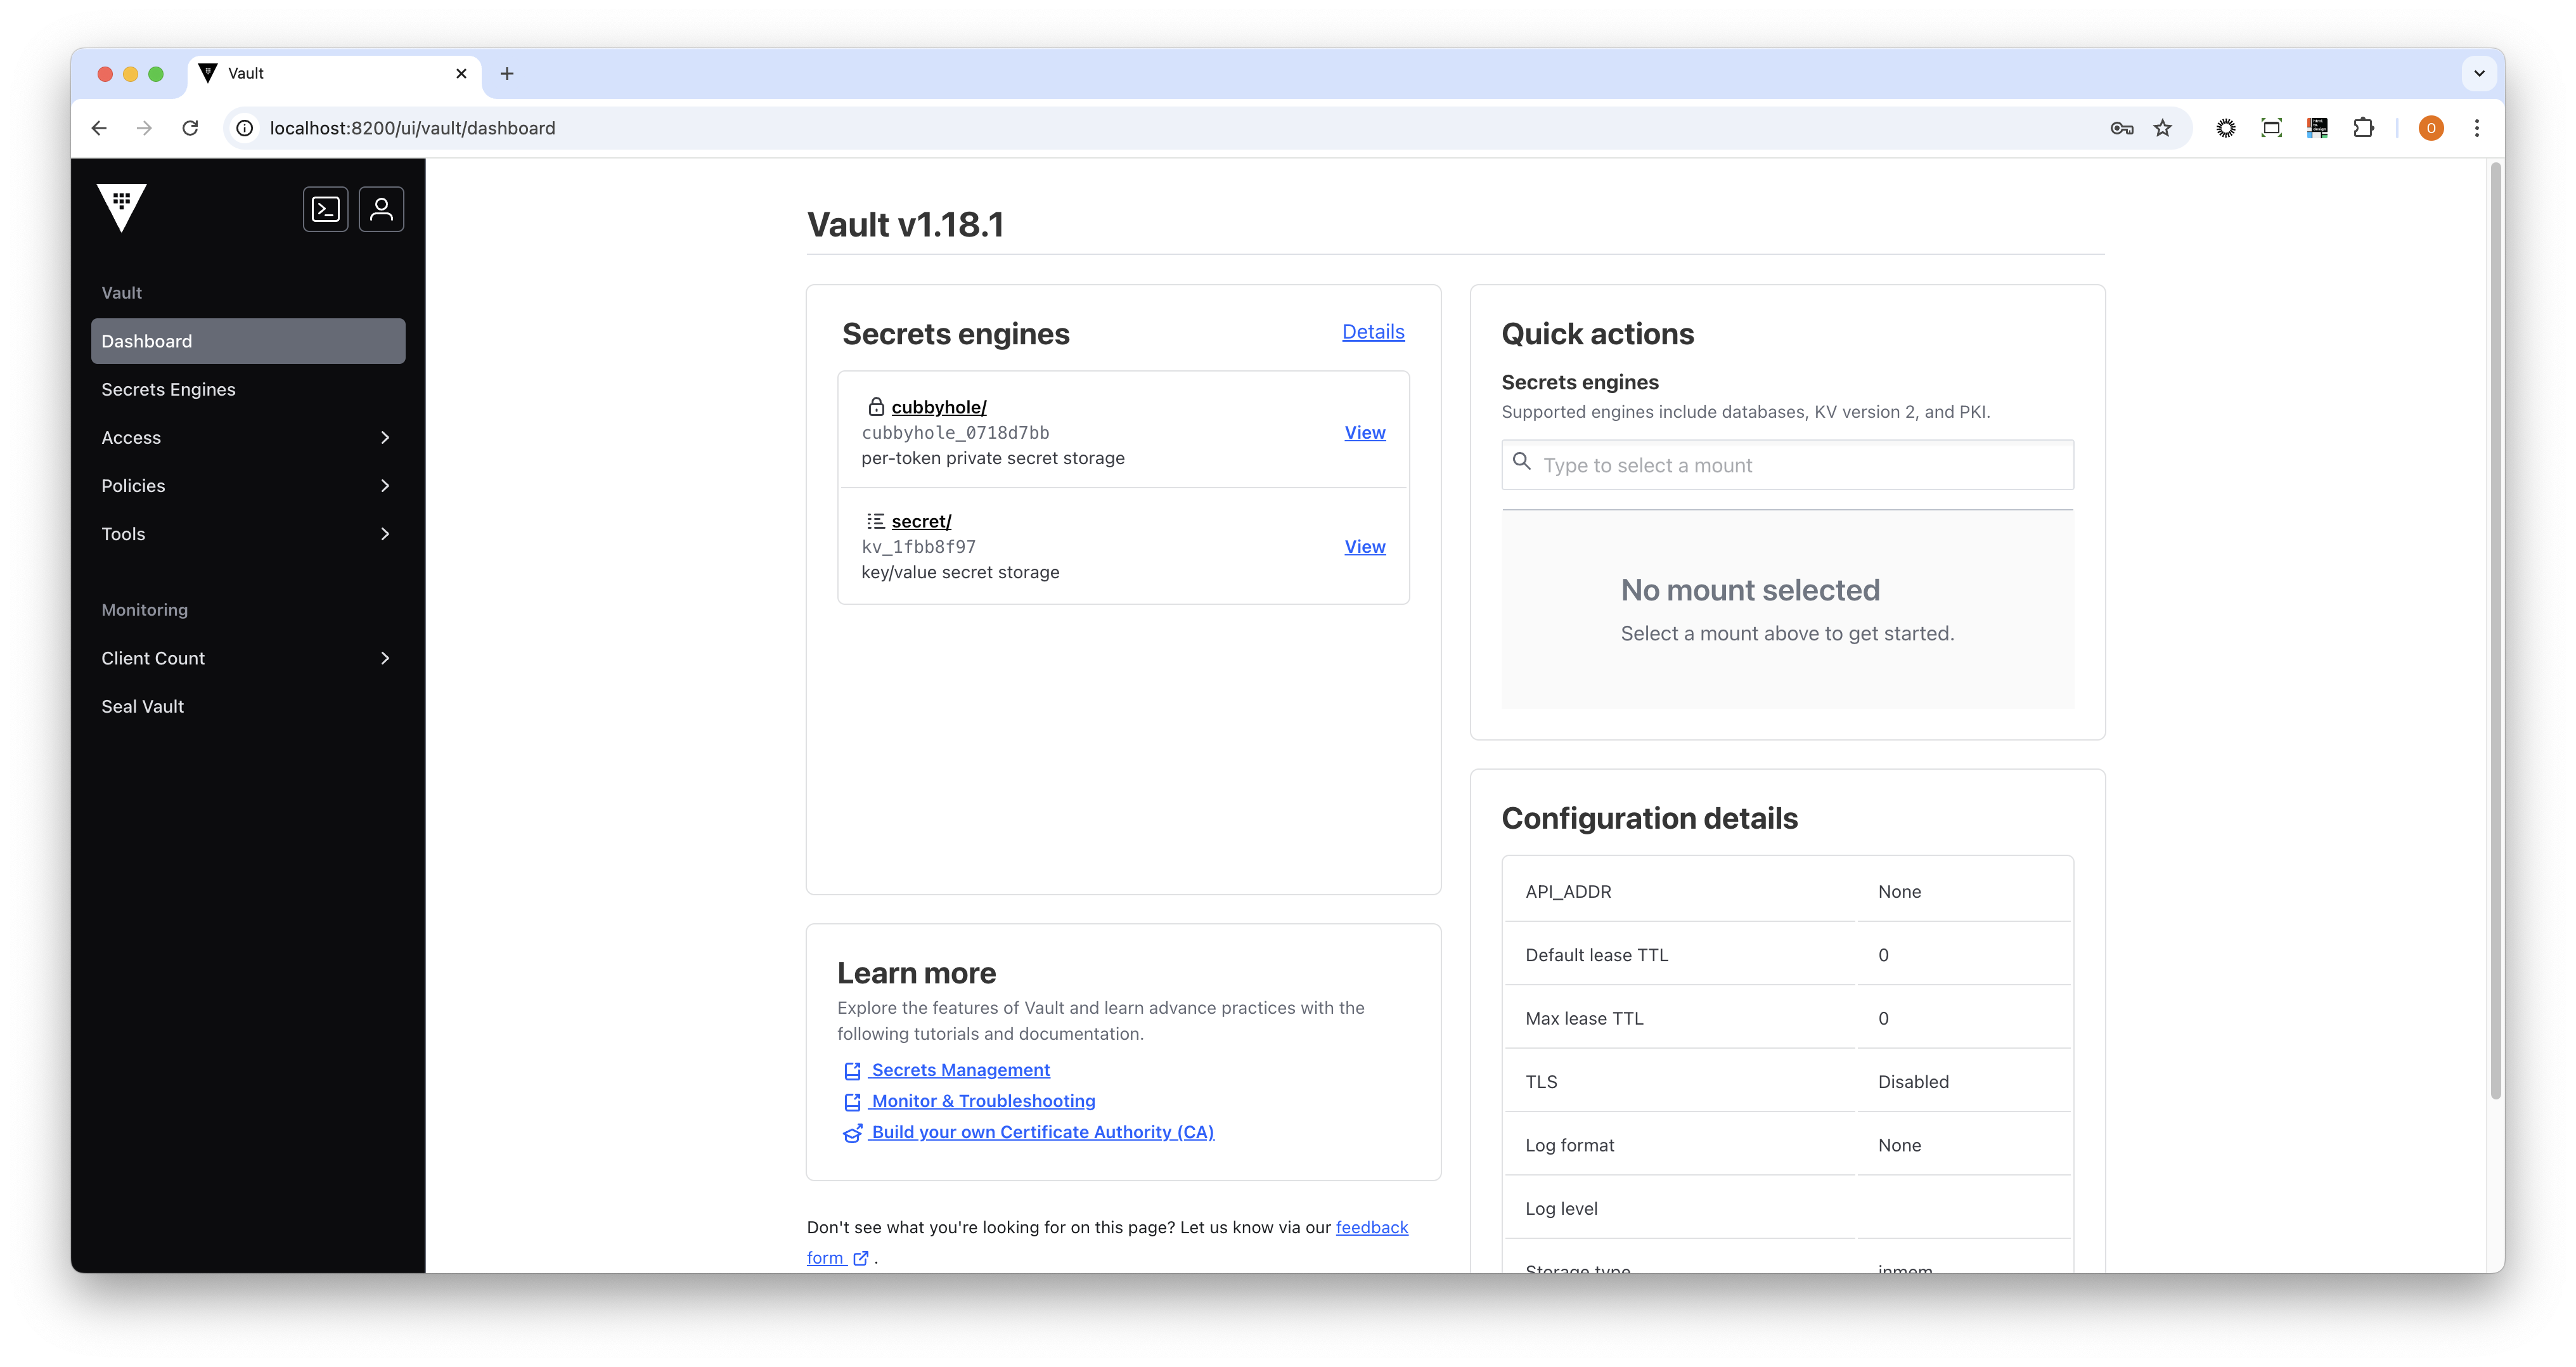 Vault
localhost:8200/ui/vault/dashboard
O
Vault
Dashboard
Secrets Engines
Access
Policies
Tools
Monitoring
Client Count
Seal Vault
Vault v1.18.1
Secrets engines
Details
cubbyhole/
cubbyhole_0718d7bb
View
per-token private secret storage
secret/
kv_1fbb8f97
View
key/value secret storage
Learn more
Explore the features of Vault and learn advance practices with the
following tutorials and documentation.
Secrets Management
Monitor & Troubleshooting
Build your own Certificate Authority (CA)
Don't see what you're looking for on this page? Let us know via our feedback
form .
Quick actions
Secrets engines
Supported engines include databases, KV version 2, and PKI.
Type to select a mount
No mount selected
Select a mount above to get started.
Configuration details
API_ADDR None
Default lease TTL 0
Max lease TTL 0
TLS Disabled
Log format None
Log level
Storage type inmem